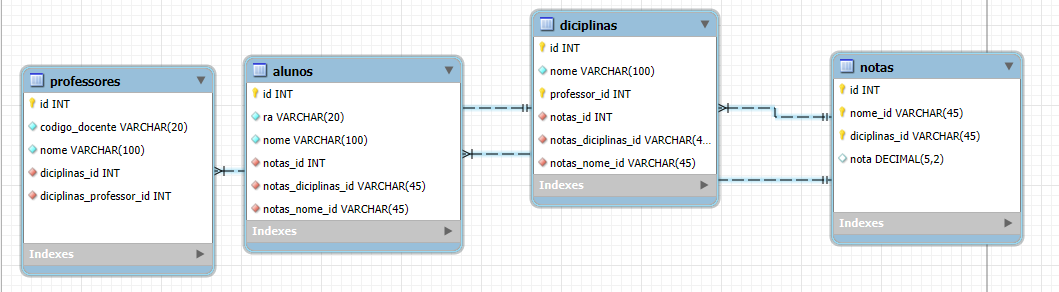 professores
id INT
codigo_docente VARCHAR(20)
nome VARCHAR(100)
diciplinas_id INT
diciplinas_professor_id INT
Indexes
alunos
id INT
ra VARCHAR(20)
nome VARCHAR(100)
notas_id INT
notas_diciplinas_id VARCHAR(45)
notas_nome_id VARCHAR(45)
Indexes
diciplinas
id INT
nome VARCHAR(100)
professor_id INT
notas_id INT
notas_diciplinas_id VARCHAR(4...
notas_nome_id VARCHAR(45)
Indexes
notas
id INT
nome_id VARCHAR(45)
diciplinas_id VARCHAR(45)
nota DECIMAL(5,2)
Indexes